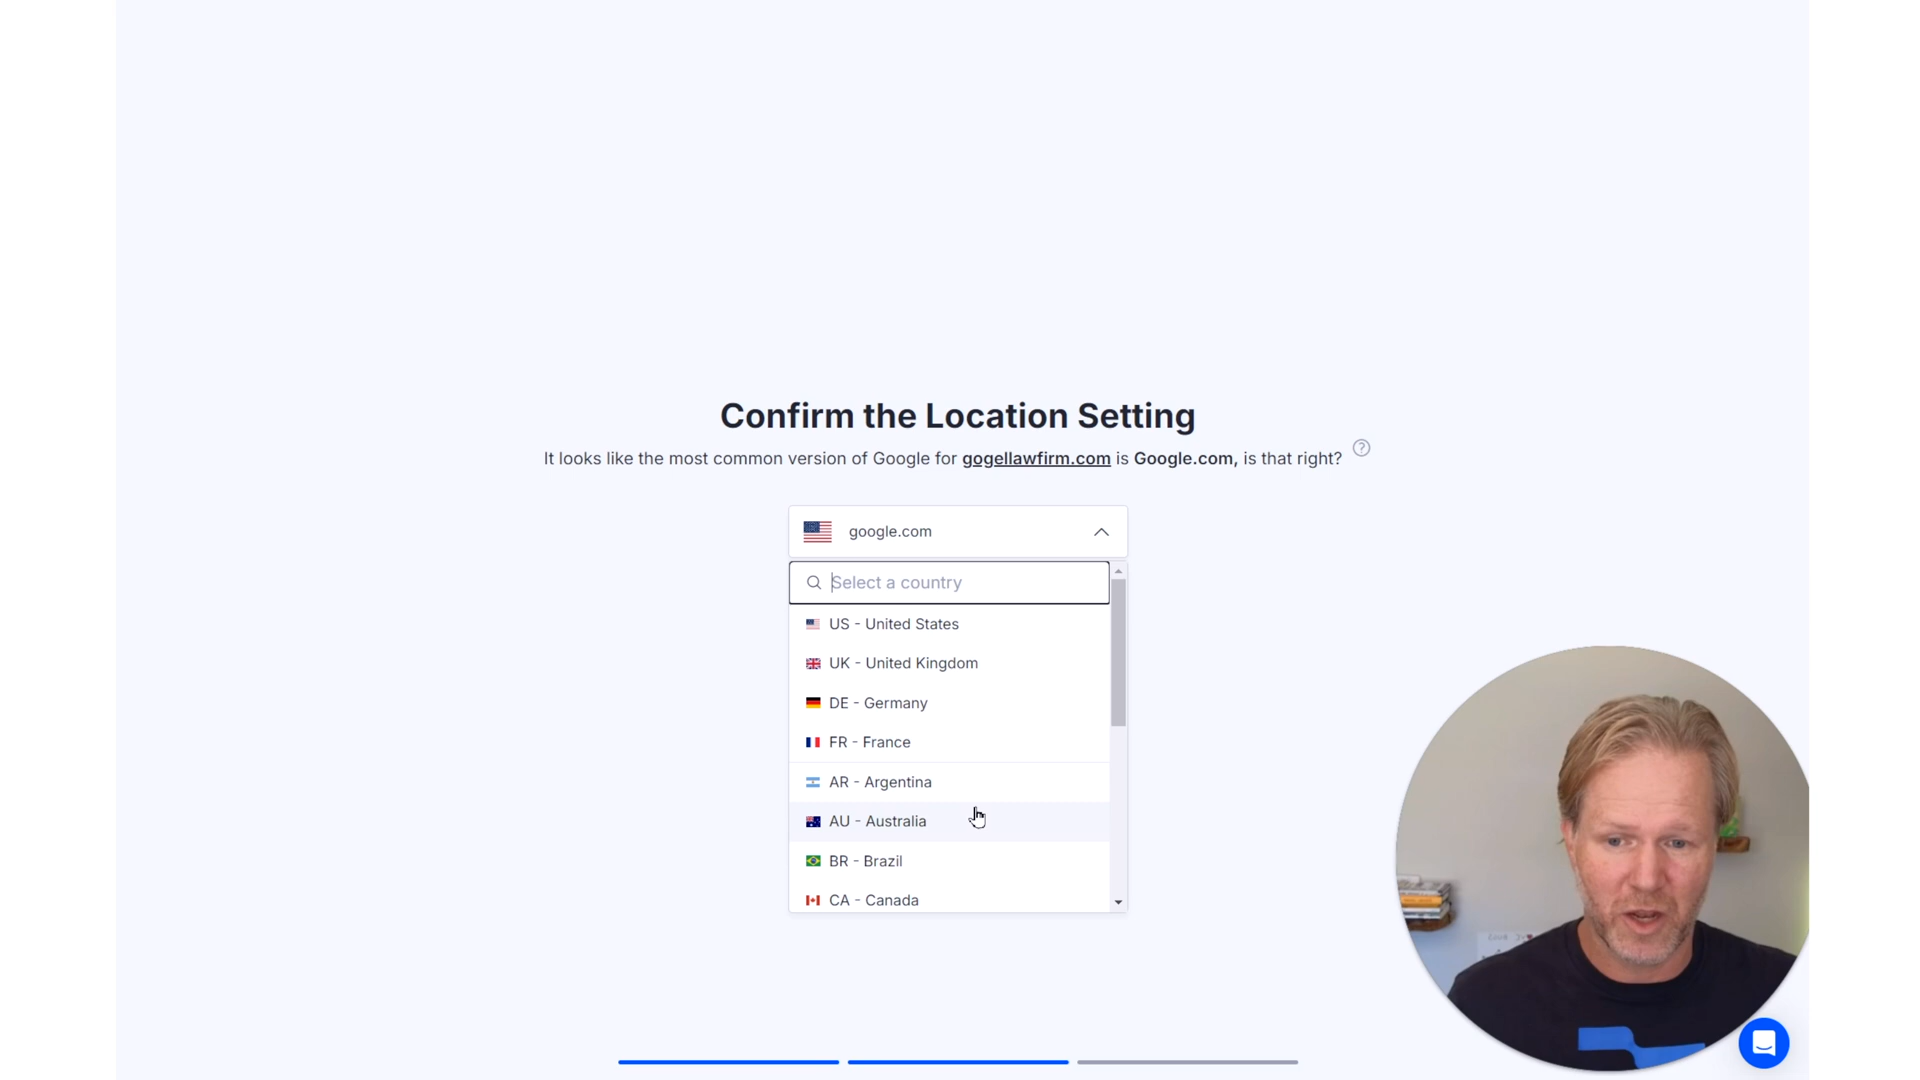 Confirm the Location Setting
It looks like the most common version of Google for gogellawfirm.com is Google.com, is that right? ?
google.com
Select a country
US - United States
UK - United Kingdom
DE - Germany
FR - France
AR - Argentina
AU - Australia
BR - Brazil
CA - Canada